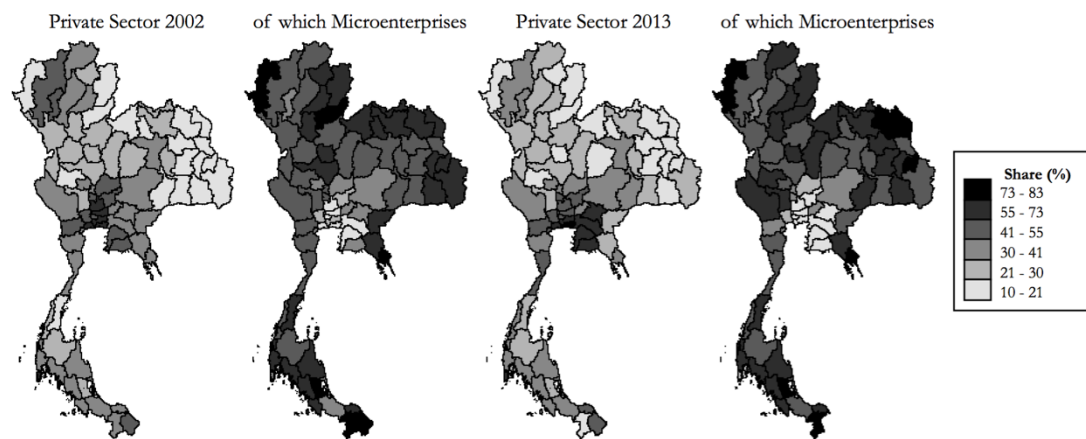 Private Sector 2002
of which Microenterprises
Private Sector 2013
of which Microenterprises
Share (%)
73 - 83
55 - 73
41 - 55
30 - 41
21 - 30
10 - 21